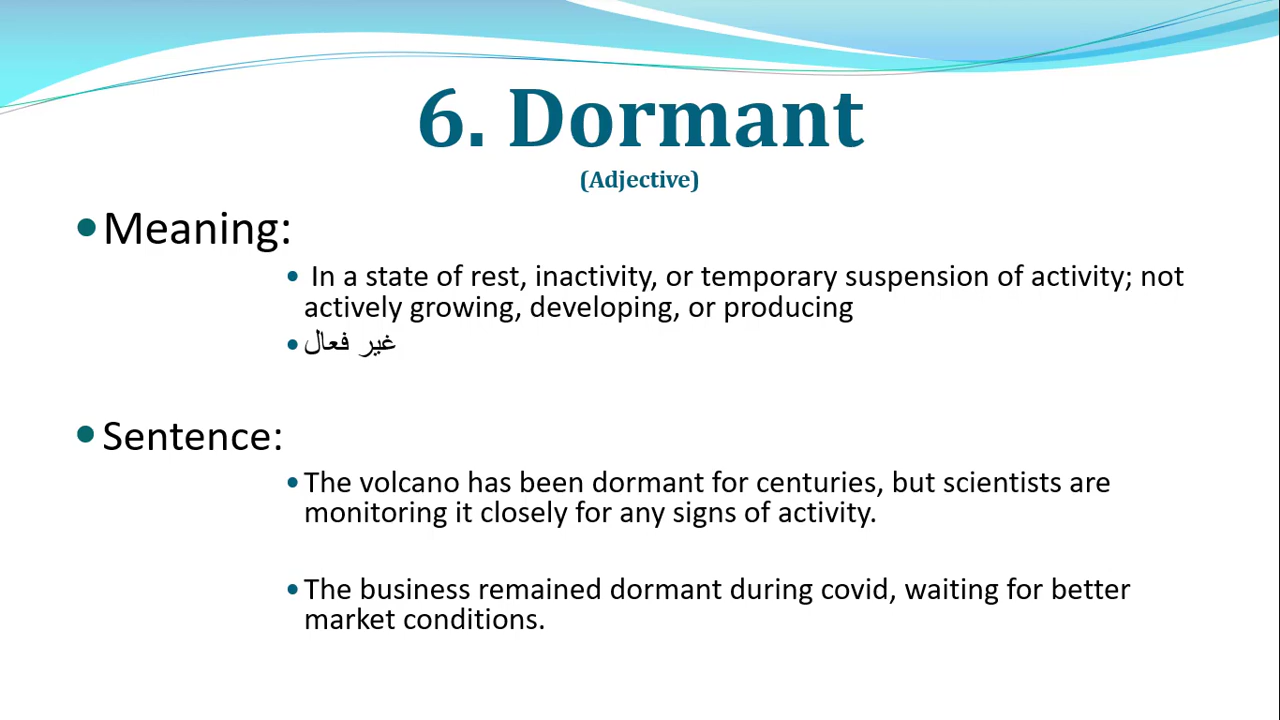 6. Dormant
(Adjective)
•Meaning:
• In a state of rest, inactivity, or temporary suspension of activity; not
actively growing, developing, or producing
•غیر فعال
•Sentence:
•The volcano has been dormant for centuries, but scientists are
monitoring it closely for any signs of activity.
•The business remained dormant during covid, waiting for better
market conditions.